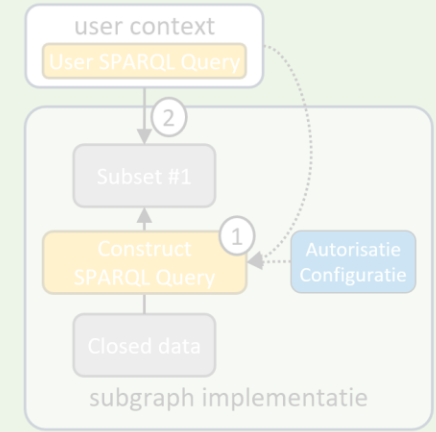 user context
User SPARQL Query
2
Subset #1
1
Construct
SPARQL Query
Autorisatie
Configuratie
Closed data
subgraph implementatie